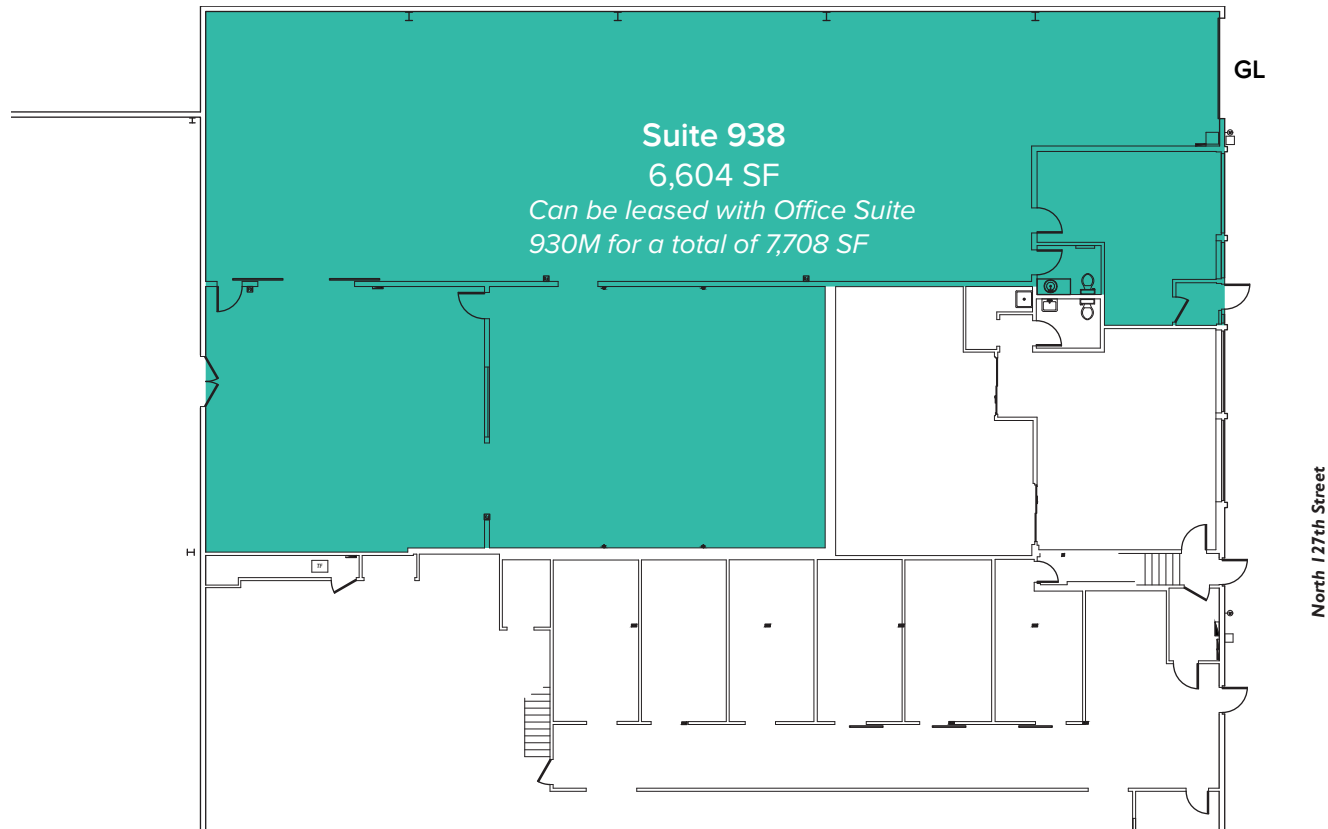 GL
Suite 938
6,604 SF
Can be leased with Office Suite
930M for a total of 7,708 SF
North 127th Street
TF